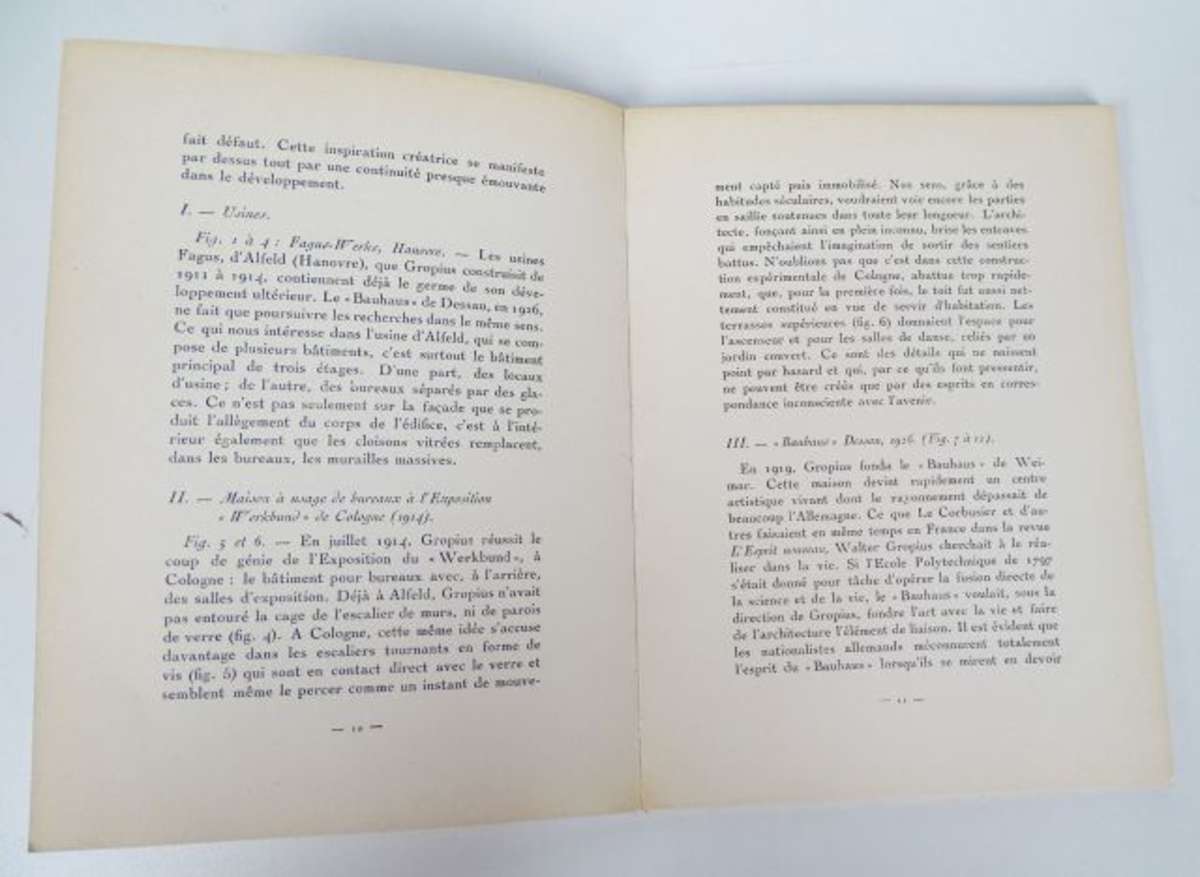 fait défaut. Cette inspiration créatrice se manifeste
par dessus tout par une continuité presque émouvante
dans le développement.
I. — Usines.
Fig. 1 à 4 : Fagus-Werke, Hanovre. — Les usines
Fagus, d'Alfeld (Hanovre), que Gropius construisit de
1911 à 1914, contiennent déjà le germe de son déve-
loppement ultérieur. Le «Bauhaus» de Dessau, en 1926,
ne fait que poursuivre les recherches dans le même sens.
Ce qui nous intéresse dans l'usine d'Alfeld, qui se com-
pose de plusieurs bâtiments, c'est surtout le bâtiment
principal de trois étages. D'une part, des locaux
d'usine ; de l'autre, des bureaux séparés par des gla-
ces. Ce n'est pas seulement sur la façade que se pro-
duit l'allègement du corps de l'édifice, c'est à l'inté-
rieur également que les cloisons vitrées remplacent,
dans les bureaux, les murailles massives.
II. — Maison à usage de bureaux à l'Exposition
« Werkbund » de Cologne (1914).
Fig. 5 et 6. — En juillet 1914, Gropius réussit le
coup de génie de l'Exposition du « Weerkbund », à
Cologne : le bâtiment pour bureaux avec, à l'arrière,
des salles d'exposition. Déjà à Alfeld, Gropius n'avait
pas entouré la cage de l'escalier de murs, ni de parois
de verre (fig. 4). A Cologne, cette même idée s'accuse
davantage dans les escaliers tournants en forme de
vis (fig. 5) qui sont en contact direct avec le verre et
semblent même le percer comme un instant de mouve-
— 10 —
ment capté puis immobilisé. Nos sens, grâce à des
habitudes séculaires, voudraient voir encore les parties
en saillie soutenues dans toute leur longueur. L'archi-
tecte, fonçant ainsi en plein inconnu, brise les entraves
qui empêchaient l'imagination de sortir des sentiers
battus. N'oublions pas que c'est dans cette construc-
tion expérimentale de Cologne, abattus trop rapide-
ment, que, pour la première fois, le toit fut aussi net-
tement constitué en vue de servir d'habitation. Les
terrasses supérieures (fig. 6) donnaient l'espace pour
l'ascenseur et pour les salles de danse, reliés par un
jardin couvert. Ce sont des détails qui ne naissent
point par hasard et qui, par ce qu'ils font pressentir,
ne peuvent être créés que par des esprits en corres-
pondance inconsciente avec l'avenir.
III. — « Bauhaus » Dessau, 1926. (Fig. 7 à 12).
En 1919, Gropius fonda le « Bauhaus » de Wei-
mar. Cette maison devint rapidement un centre
artistique vivant dont le rayonnement dépassait de
beaucoup l'Allemagne. Ce que Le Corbusier et d'au-
tres faisaient en même temps en France dans la revue
L'Esprit nouveau, Walter Gropius cherchait à le réa-
liser dans la vie. Si l'Ecole Polytechnique de 1797
s'était donné pour tâche d'opérer la fusion directe de
la science et de la vie, le « Bauhaus » voulait, sous la
direction de Gropius, fondre l'art avec la vie et faire
de l'architecture l'élément de liaison. Il est évident que
les nationalistes allemands méconnurent totalement
l'esprit du « Bauhaus » lorsqu'ils se mirent en devoir
— 11 —